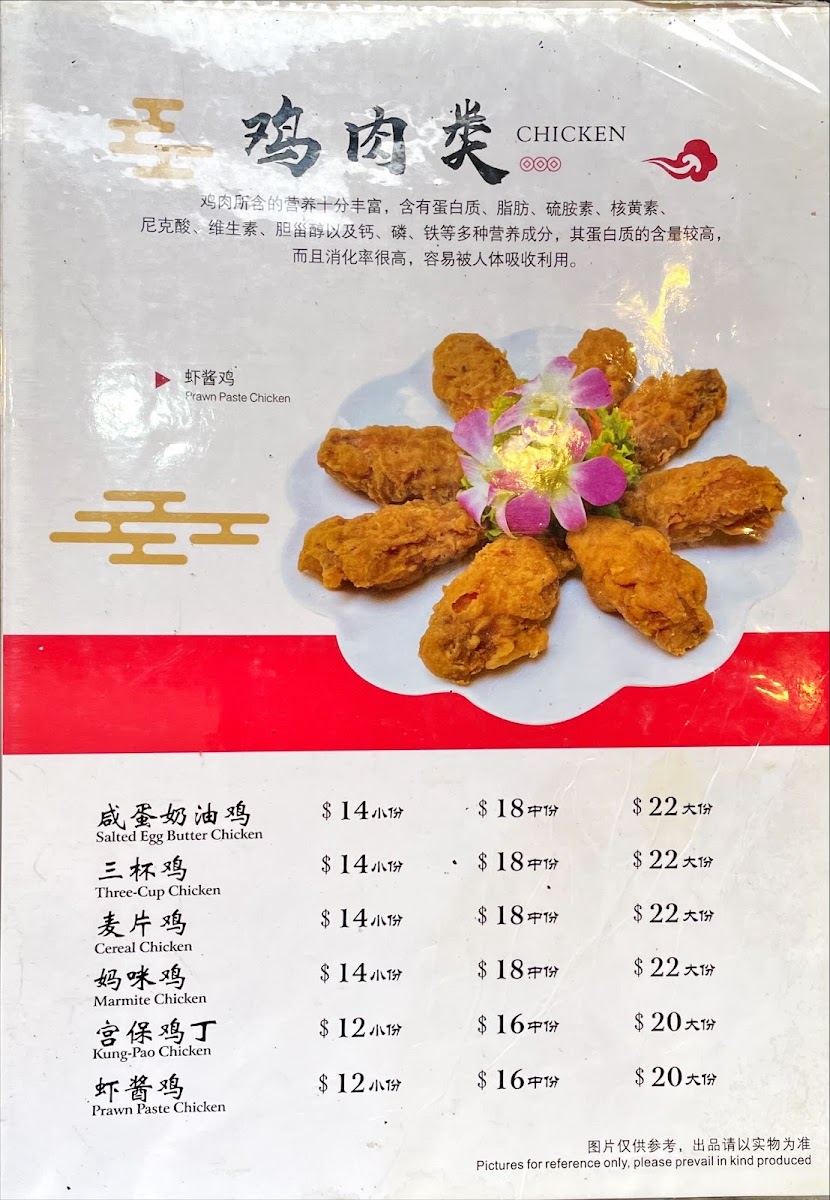 鸡肉类 CHICKEN
鸡肉所含的营养十分丰富，含有蛋白质、脂肪、硫胺素、核黄素、
尼克酸、维生素、胆甾醇以及钙、磷、铁等多种营养成分，其蛋白质的含量较高，
而且消化率很高，容易被人体吸收利用。
虾酱鸡
Prawn Paste Chicken
咸蛋奶油鸡 $14小份 $18中份 $22大份
Salted Egg Butter Chicken
三杯鸡 $14小份 $18中份 $22大份
Three-Cup Chicken
麦片鸡 $14小份 $18中份 $22大份
Cereal Chicken
妈咪鸡 $14小份 $18中份 $22大份
Marmite Chicken
宫保鸡丁 $12小份 $16中份 $20大份
Kung-Pao Chicken
虾酱鸡 $12小份 $16中份 $20大份
Prawn Paste Chicken
图片仅供参考，出品请以实物为准
Pictures for reference only, please prevail in kind produced